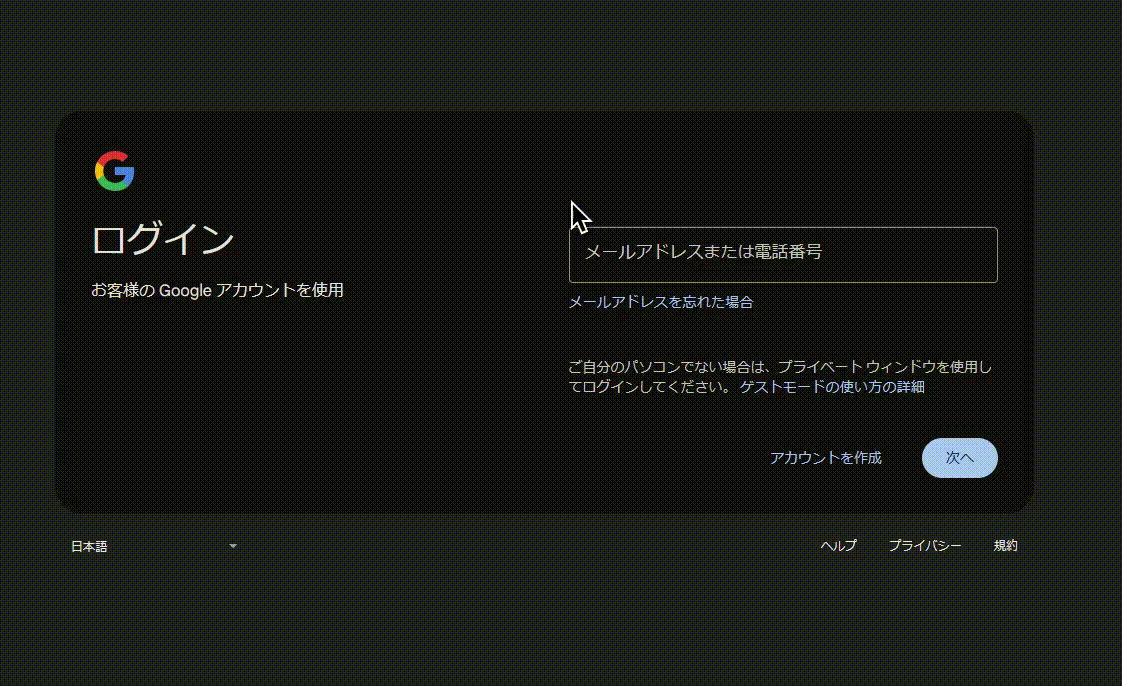 ログイン
お客様の Google アカウントを使用
メールアドレスまたは電話番号
メールアドレスを忘れた場合
ご自分のパソコンでない場合は、プライベート ウィンドウを使用し
てログインしてください。 ゲストモードの使い方の詳細
アカウントを作成
次へ
日本語
ヘルプ
プライバシー
規約